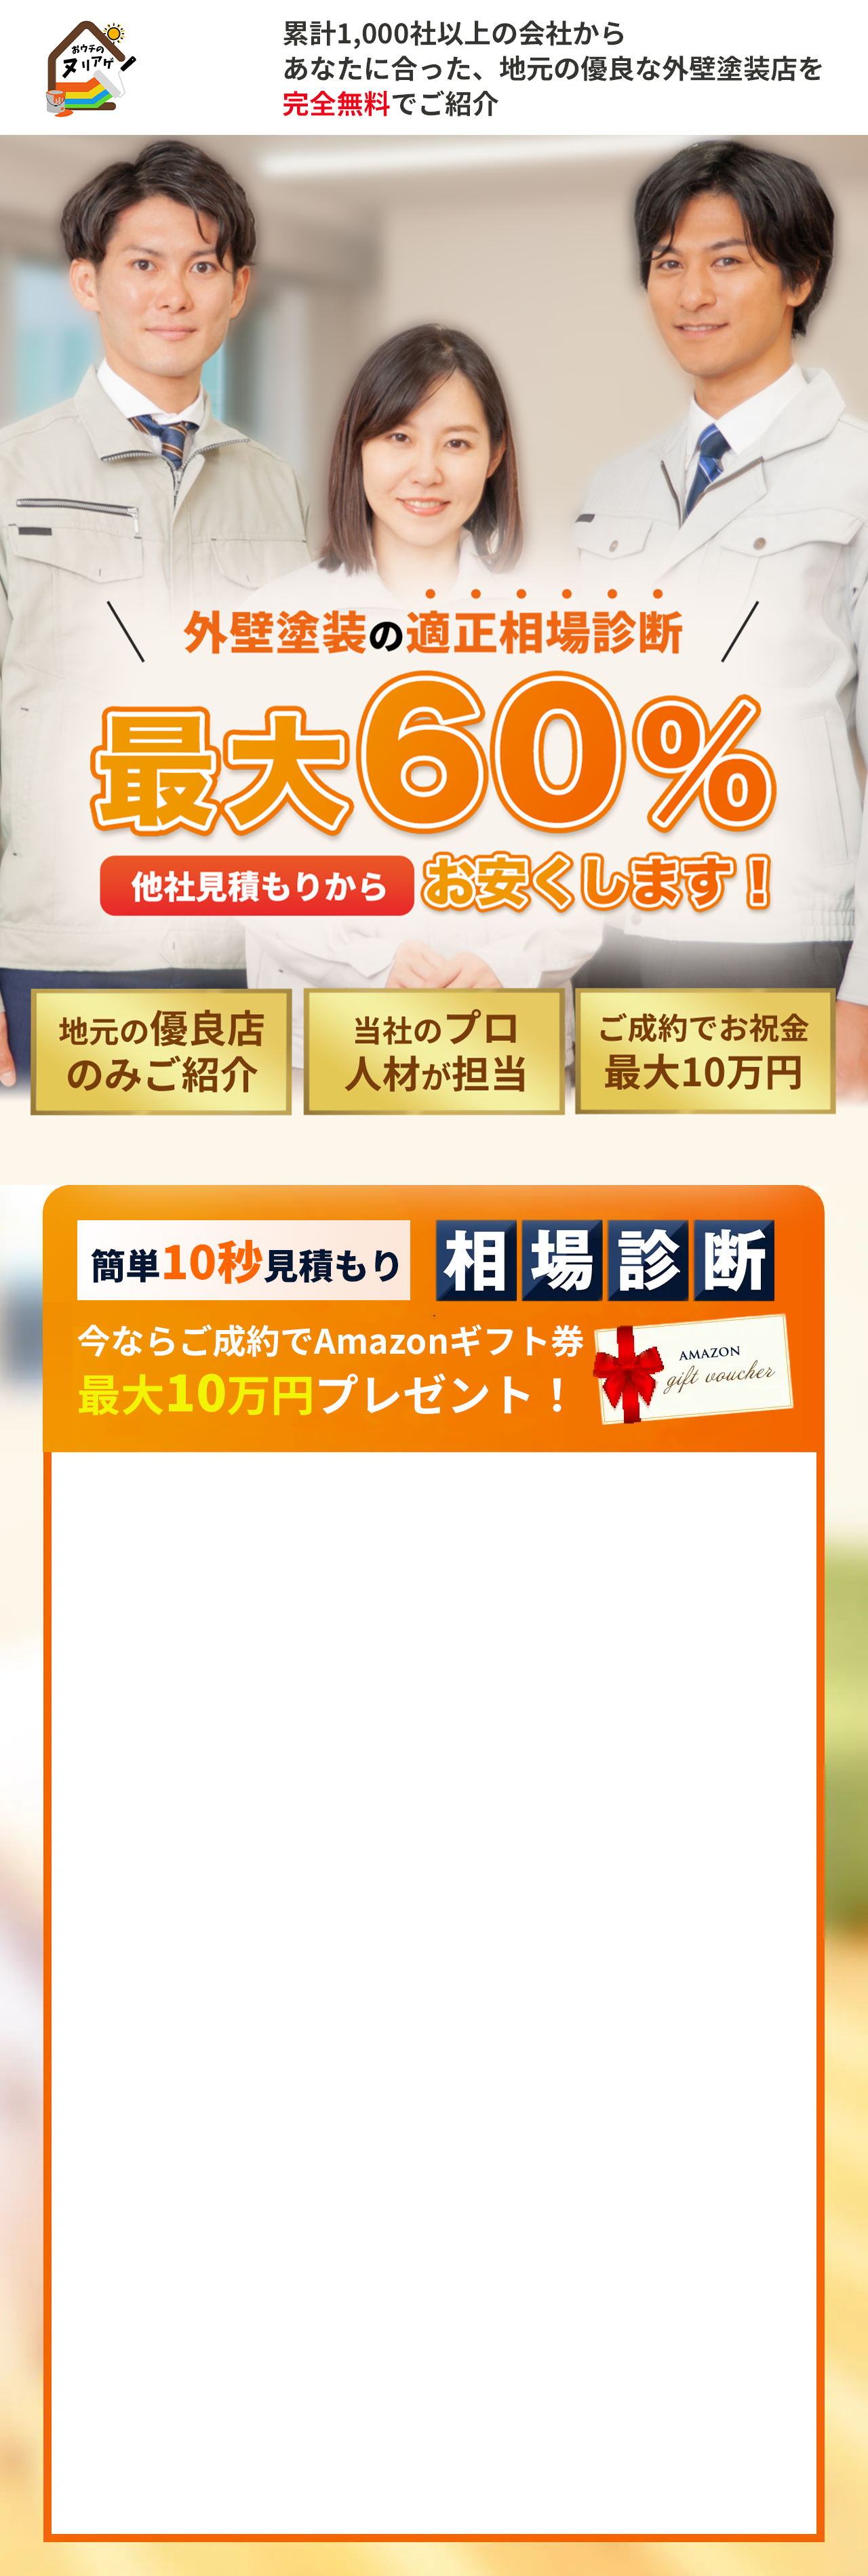 おウチの
ヌリアゲ
累計1,000社以上の会社から
あなたに合った、地元の優良な外壁塗装店を
完全無料でご紹介
外壁塗装の適正相場診断
最大60%
他社見積もりから お安くします！
地元の優良店
のみご紹介
当社のプロ
人材が担当
ご成約でお祝金
最大10万円
簡単10秒見積もり 相場診断
今ならご成約でAmazonギフト券
最大10万円プレゼント！
AMAZON
gift voucher